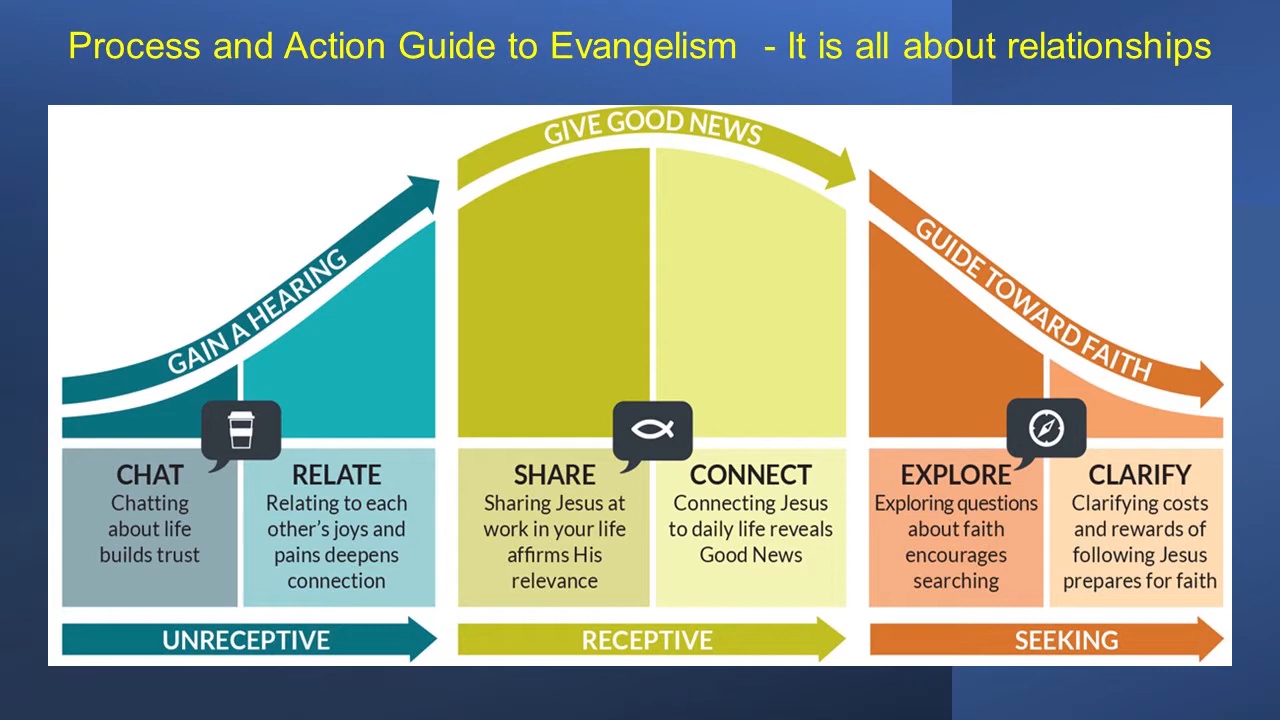 Process and Action Guide to Evangelism - It is all about relationships
GAIN A HEARING
GIVE GOOD NEWS
GUIDE TOWARD FAITH
CHAT
Chatting
about life
builds trust
RELATE
Relating to each
other’s joys and
pains deepens
connection
SHARE
Sharing Jesus at
work in your life
affirms His
relevance
CONNECT
Connecting Jesus
to daily life reveals
Good News
EXPLORE
Exploring questions
about faith
encourages
searching
CLARIFY
Clarifying costs
and rewards of
following Jesus
prepares for faith
UNRECEPTIVE
RECEPTIVE
SEEKING